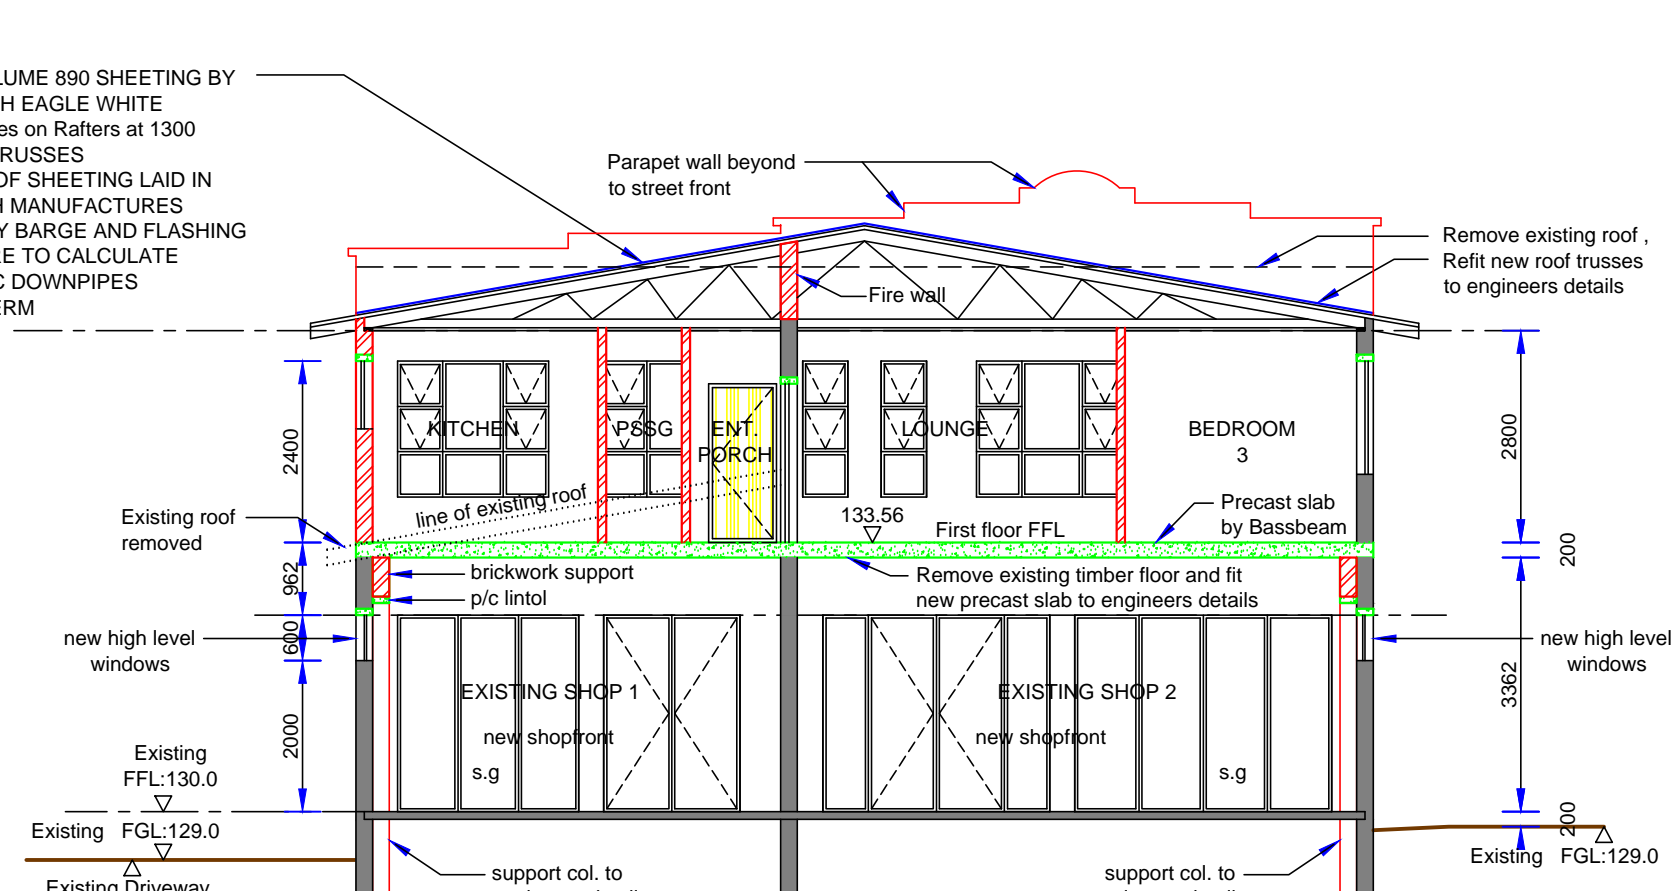 LUME 890 SHEETING BY
H EAGLE WHITE
es on Rafters at 1300
RUSSES
OF SHEETING LAID IN
H MANUFACTURES
Y BARGE AND FLASHING
RE TO CALCULATE
C DOWNPIPES
ERM
Parapet wall beyond
to street front
Remove existing roof ,
Refit new roof trusses
to engineers details
Fire wall
2400
KITCHEN
PSSG
ENT.
PORCH
LOUNGE
BEDROOM
3
2800
line of existing roof
Existing roof
removed
133.56
First floor FFL
Precast slab
by Bassbeam
200
962
brickwork support
p/c lintol
Remove existing timber floor and fit
new precast slab to engineers details
new high level
windows
600
new high level
windows
EXISTING SHOP 1
EXISTING SHOP 2
3362
2000
new shopfront
new shopfront
s.g
s.g
Existing
FFL:130.0
Existing FGL:129.0
200
Existing FGL:129.0
Existing Driveway
support col. to
support col. to